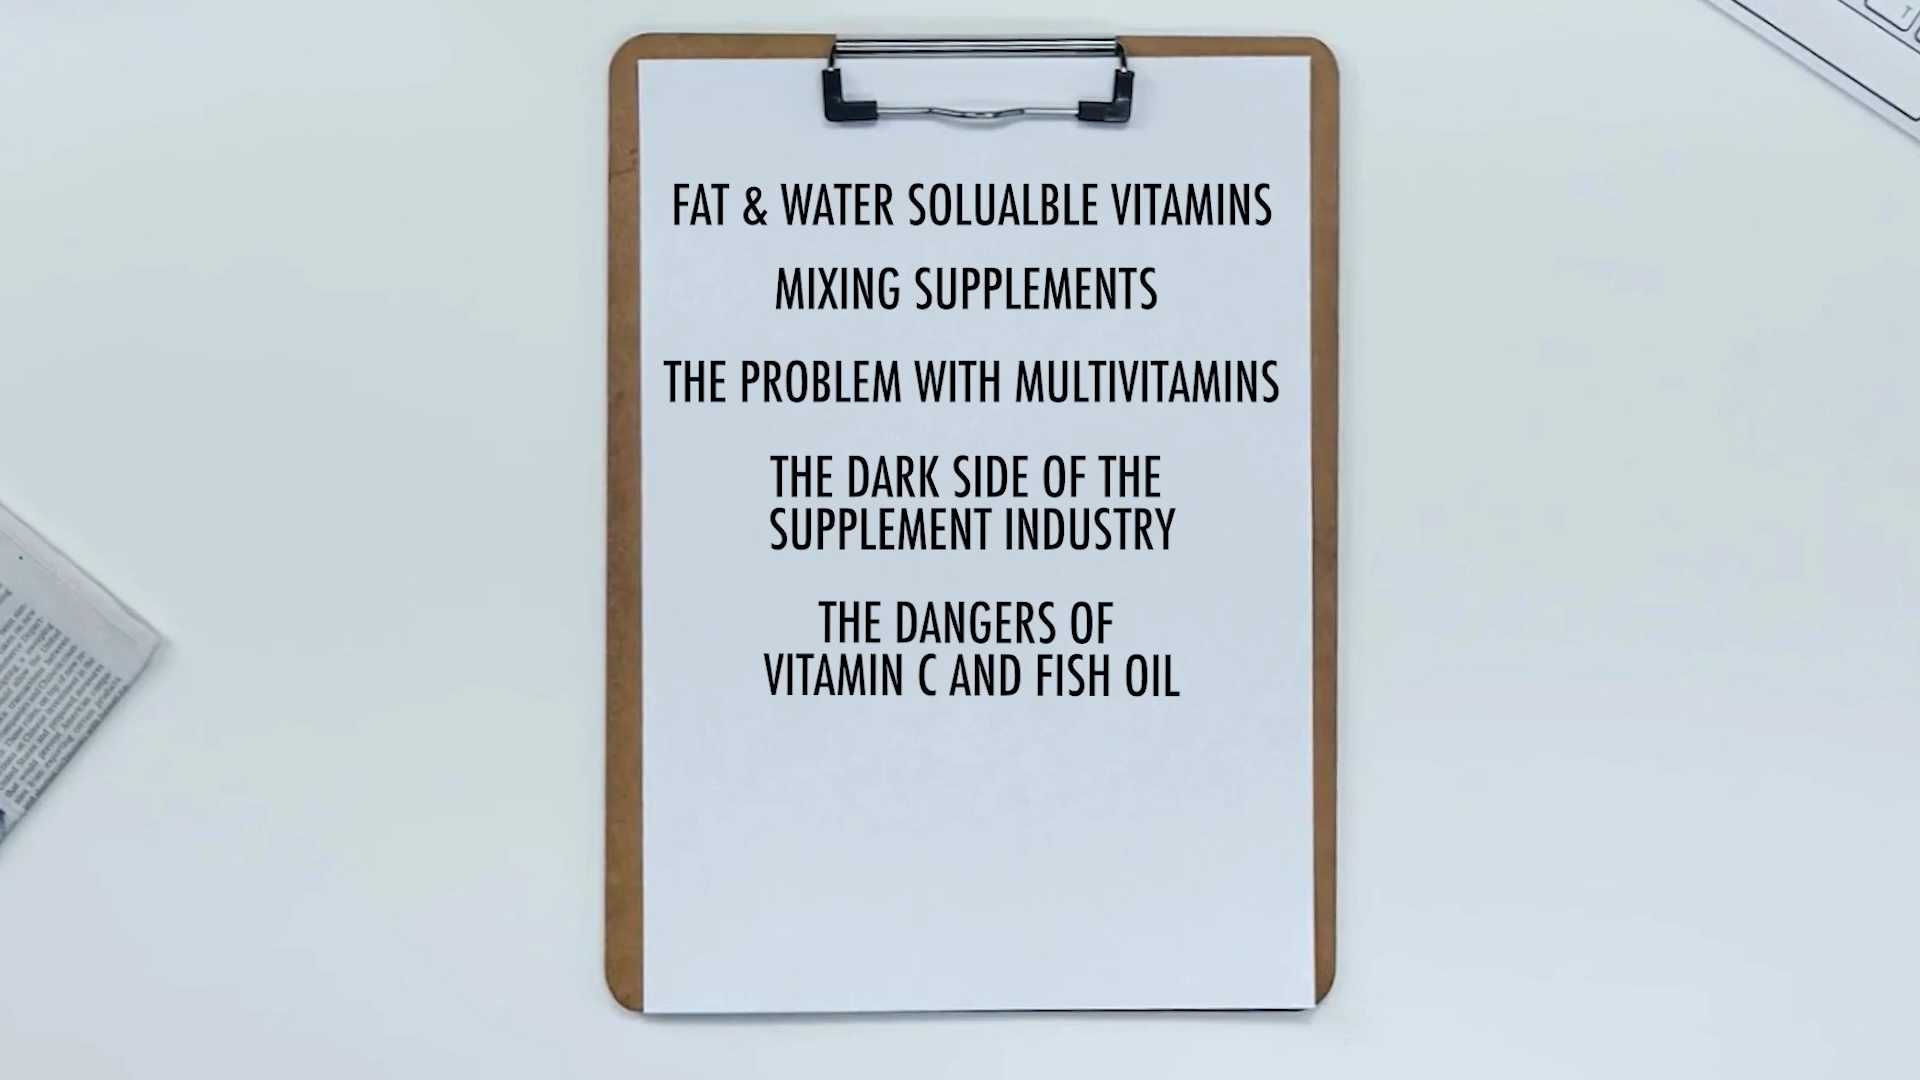 FAT & WATER SOLUALBLE VITAMINS
MIXING SUPPLEMENTS
THE PROBLEM WITH MULTIVITAMINS
THE DARK SIDE OF THE
SUPPLEMENT INDUSTRY
THE DANGERS OF
VITAMIN C AND FISH OIL